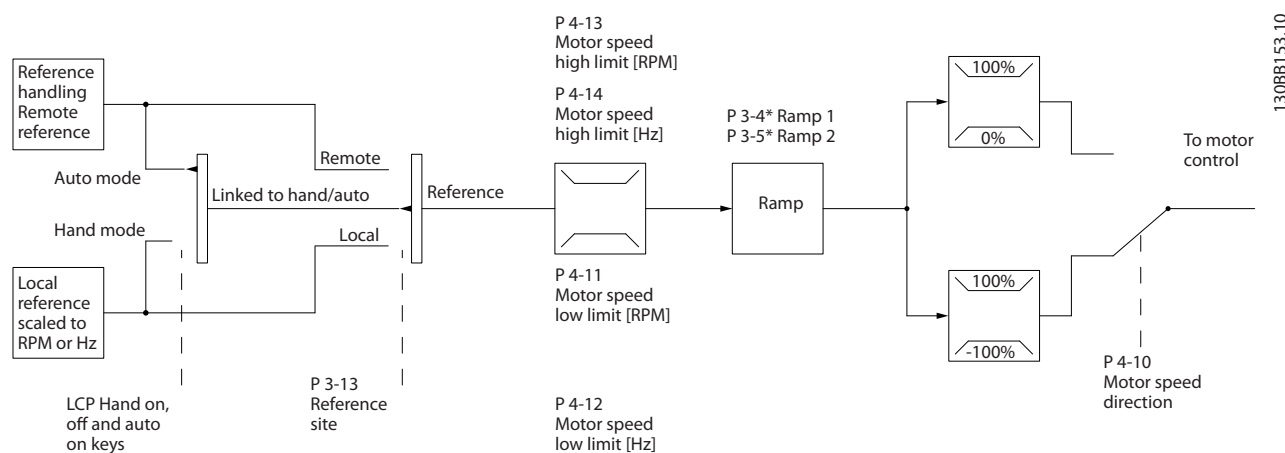 Reference
handling
Remote
reference
Auto mode
Hand mode
Local
reference
scaled to
RPM or Hz
LCP Hand on,
off and auto
on keys
Linked to hand/auto
Remote
Local
P 3-13
Reference
site
Reference
P 4-13
Motor speed
high limit [RPM]
P 4-14
Motor speed
high limit [Hz]
P 4-11
Motor speed
low limit [RPM]
P 4-12
Motor speed
low limit [Hz]
P 3-4* Ramp 1
P 3-5* Ramp 2
Ramp
100%
0%
100%
-100%
To motor
control
P 4-10
Motor speed
direction
130BB153.10